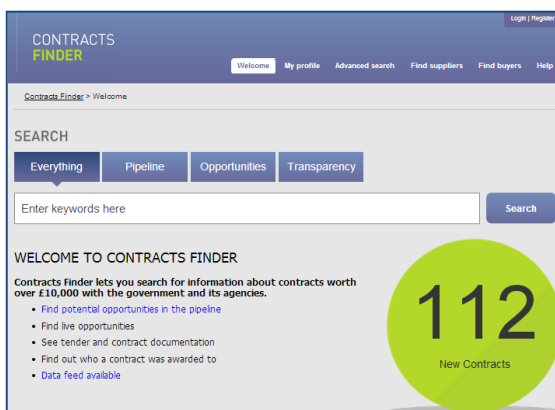 Login | Register
CONTRACTS
FINDER
Welcome My profile Advanced search Find suppliers Find buyers Help
Contracts Finder > Welcome
SEARCH
Everything Pipeline Opportunities Transparency
Enter keywords here Search
WELCOME TO CONTRACTS FINDER
Contracts Finder lets you search for information about contracts worth
over £10,000 with the government and its agencies.
• Find potential opportunities in the pipeline
• Find live opportunities
• See tender and contract documentation
• Find out who a contract was awarded to
• Data feed available
112
New Contracts